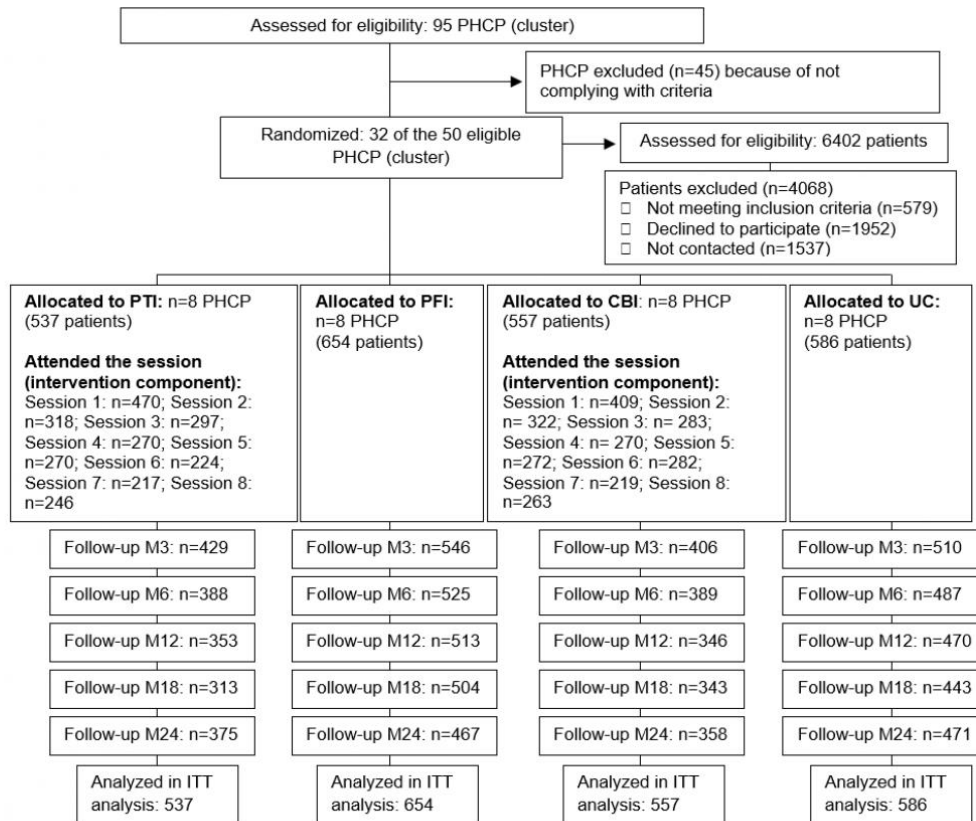 Assessed for eligibility: 95 PHCP (cluster)
PHCP excluded (n=45) because of not
complying with criteria
Randomized: 32 of the 50 eligible
PHCP (cluster)
Assessed for eligibility: 6402 patients
Patients excluded (n=4068)
□ Not meeting inclusion criteria (n=579)
□ Declined to participate (n=1952)
□ Not contacted (n=1537)
Allocated to PTI: n=8 PHCP
(537 patients)
Attended the session
(intervention component):
Session 1: n=470; Session 2:
n=318; Session 3: n=297;
Session 4: n=270; Session 5:
n=270; Session 6: n=224;
Session 7: n=217; Session 8:
n=246
Allocated to PFI:
n=8 PHCP
(654 patients)
Allocated to CBI: n=8 PHCP
(557 patients)
Attended the session
(intervention component):
Session 1: n=409; Session 2:
n= 322; Session 3: n= 283;
Session 4: n= 270; Session 5:
n=272; Session 6: n=282;
Session 7: n=219; Session 8:
n=263
Allocated to UC:
n=8 PHCP
(586 patients)
Follow-up M3: n=429
Follow-up M3: n=546
Follow-up M3: n=406
Follow-up M3: n=510
Follow-up M6: n=388
Follow-up M6: n=525
Follow-up M6: n=389
Follow-up M6: n=487
Follow-up M12: n=353
Follow-up M12: n=513
Follow-up M12: n=346
Follow-up M12: n=470
Follow-up M18: n=313
Follow-up M18: n=504
Follow-up M18: n=343
Follow-up M18: n=443
Follow-up M24: n=375
Follow-up M24: n=467
Follow-up M24: n=358
Follow-up M24: n=471
Analyzed in ITT
analysis: 537
Analyzed in ITT
analysis: 654
Analyzed in ITT
analysis: 557
Analyzed in ITT
analysis: 586